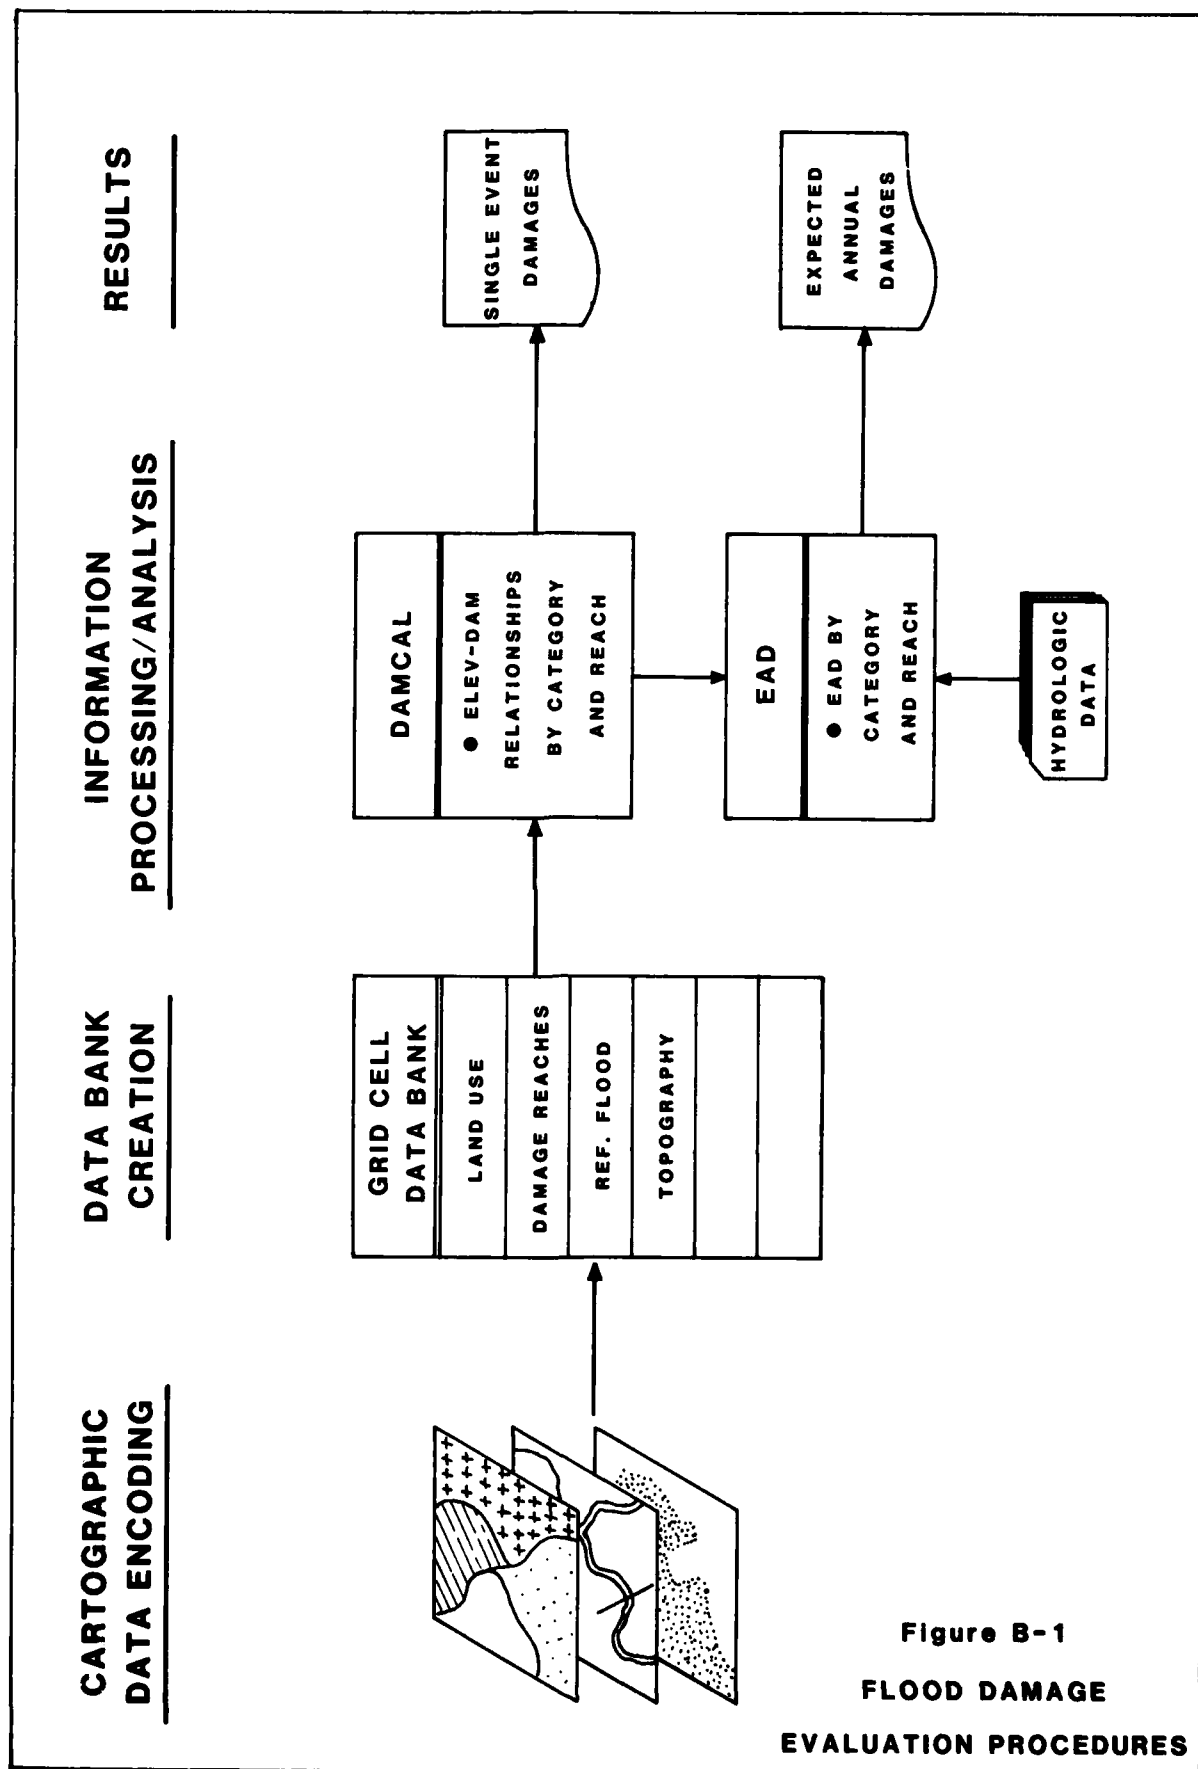 CARTOGRAPHIC
DATA ENCODING
DATA BANK
CREATION
INFORMATION
PROCESSING/ANALYSIS
RESULTS
GRID CELL
DATA BANK
LAND USE
DAMAGE REACHES
REF. FLOOD
TOPOGRAPHY
DAMCAL
● ELEV-DAM
RELATIONSHIPS
BY CATEGORY
AND REACH
SINGLE EVENT
DAMAGES
EAD
● EAD BY
CATEGORY
AND REACH
EXPECTED
ANNUAL
DAMAGES
HYDROLOGIC
DATA
Figure B-1
FLOOD DAMAGE
EVALUATION PROCEDURES